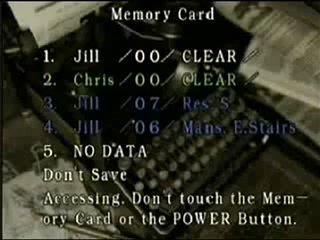 Memory Card
1. Jill /00/ CLEAR /
2. Chris /00/ CLEAR /
3. Jill /07/ Res. S
4. Jill /06/ Mans. E.Stairs
5. NO DATA
Don't Save
Accessing. Don't touch the Mem-
ory Card or the POWER Button.